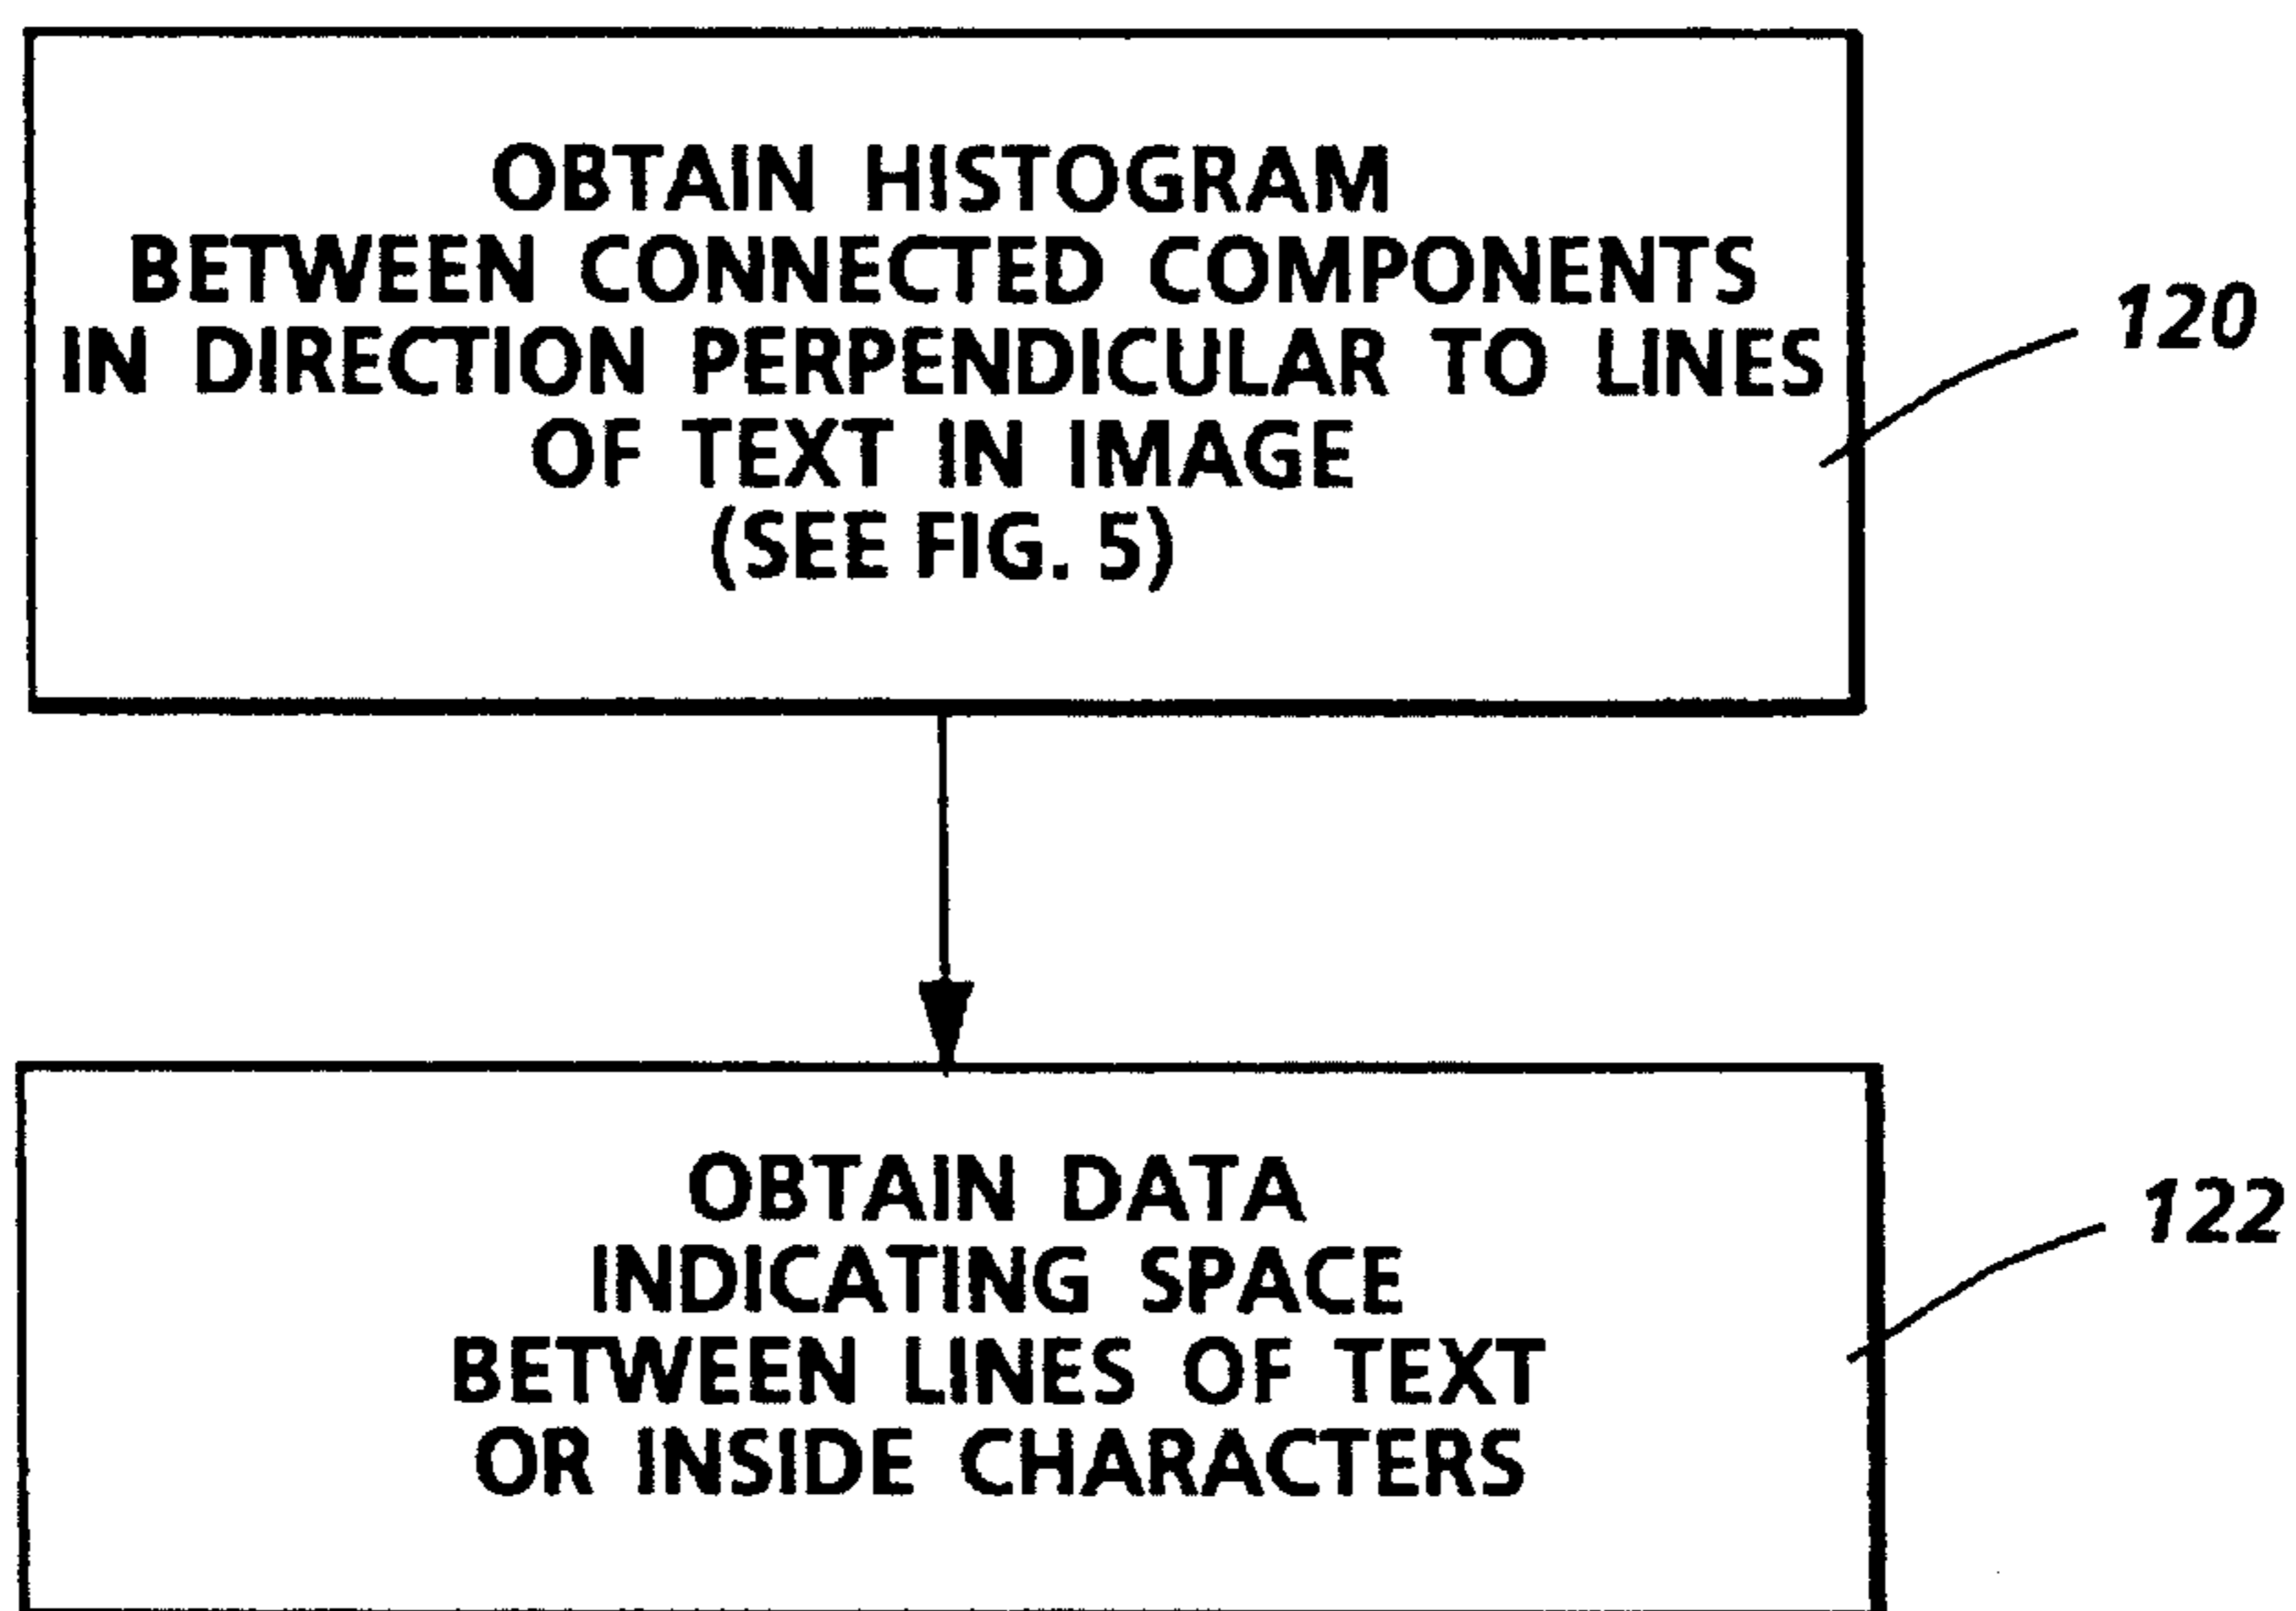 OBTAIN HISTOGRAM
BETWEEN CONNECTED COMPONENTS
IN DIRECTION PERPENDICULAR TO LINES
OF TEXT IN IMAGE
(SEE FIG. 5)
120
OBTAIN DATA
INDICATING SPACE
BETWEEN LINES OF TEXT
OR INSIDE CHARACTERS
122